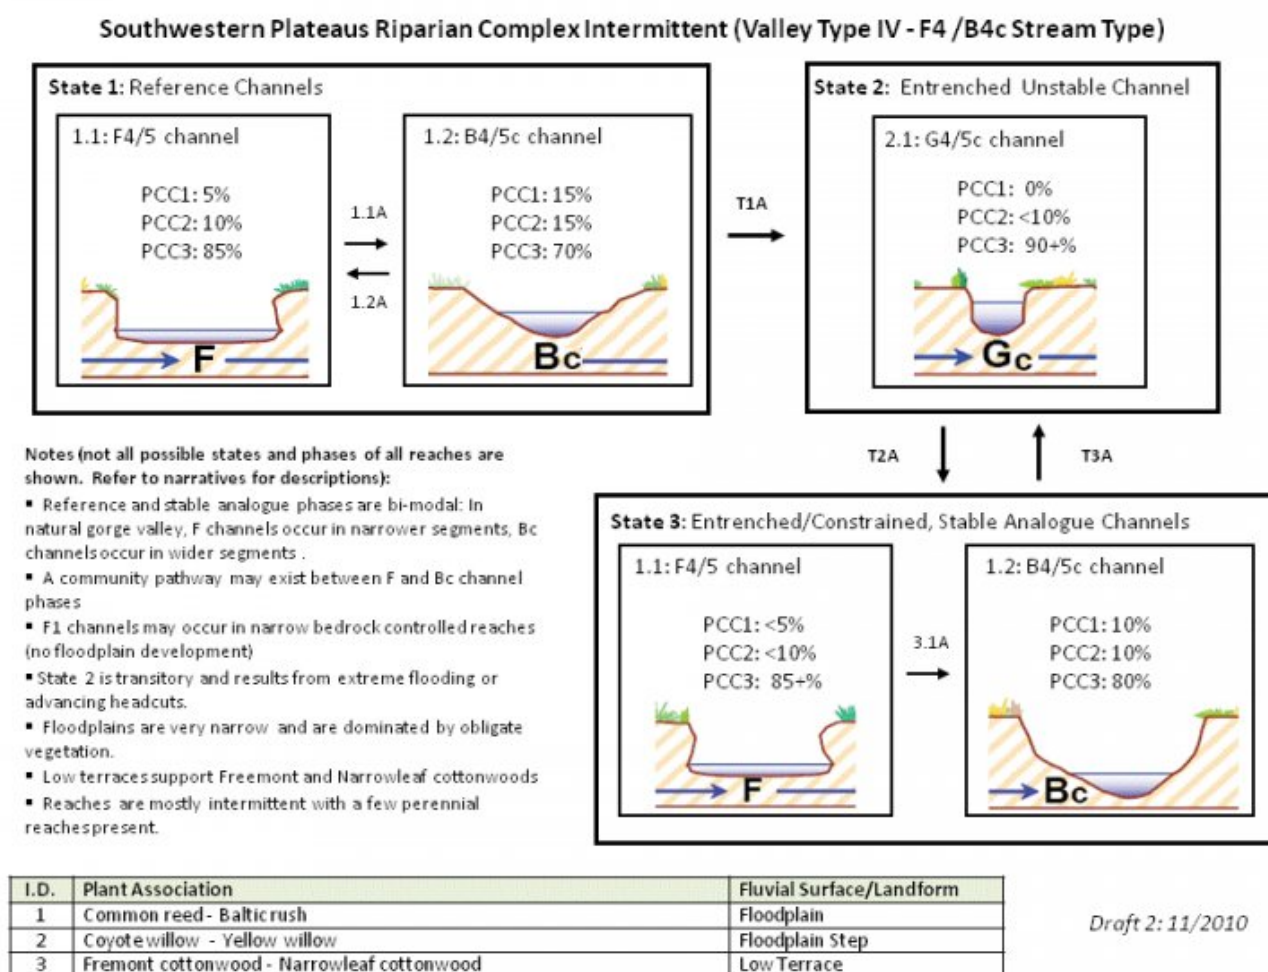 Southwestern Plateaus Riparian Complex Intermittent (Valley Type IV - F4 /B4c Stream Type)
State 1: Reference Channels
1.1: F4/5 channel
PCC1: 5%
PCC2: 10%
PCC3: 85%
F
1.1A
1.2A
1.2: B4/5c channel
PCC1: 15%
PCC2: 15%
PCC3: 70%
Bc
T1A
State 2: Entrenched Unstable Channel
2.1: G4/5c channel
PCC1: 0%
PCC2: <10%
PCC3: 90+%
Gc
T2A
T3A
Notes (not all possible states and phases of all reaches are
shown. Refer to narratives for descriptions):
▪ Reference and stable analogue phases are bi-modal: In
natural gorge valley, F channels occur in narrower segments, Bc
channels occur in wider segments .
▪ A community pathway may exist between F and Bc channel
phases
▪ F1 channels may occur in narrow bedrock controlled reaches
(no floodplain development)
▪ State 2 is transitory and results from extreme flooding or
advancing headcuts.
▪ Floodplains are very narrow and are dominated by obligate
vegetation.
▪ Low terraces support Freemont and Narrowleaf cottonwoods
▪ Reaches are mostly intermittent with a few perennial
reaches present.
State 3: Entrenched/Constrained, Stable Analogue Channels
1.1: F4/5 channel
PCC1: <5%
PCC2: <10%
PCC3: 85+%
F
3.1A
1.2: B4/5c channel
PCC1: 10%
PCC2: 10%
PCC3: 80%
Bc
I.D. Plant Association Fluvial Surface/Landform
1 Common reed - Baltic rush Floodplain
2 Coyote willow - Yellow willow Floodplain Step
3 Fremont cottonwood - Narrowleaf cottonwood Low Terrace
Draft 2: 11/2010